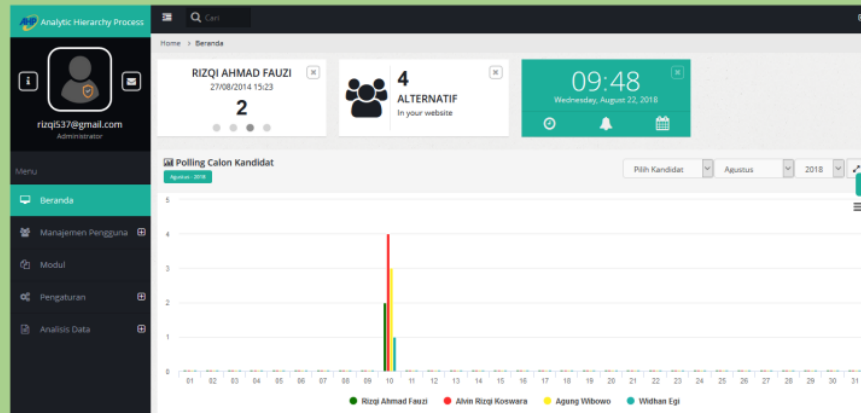 AHP Analytic Hierarchy Process
Cari
Home > Beranda
i
rizqi537@gmail.com
Administrator
RIZQI AHMAD FAUZI
27/08/2014 15:23
2
4
ALTERNATIF
In your website
09:48
Wednesday, August 22, 2018
Menu
Beranda
Manajemen Pengguna
Modul
Pengaturan
Analisis Data
Polling Calon Kandidat
Agustus - 2018
Pilih Kandidat
Agustus
2018
5
4
3
2
1
0
01 02 03 04 05 06 07 08 09 10 11 12 13 14 15 16 17 18 19 20 21 22 23 24 25 26 27 28 29 30 31
Rizqi Ahmad Fauzi Alvin Rizqi Koswara Agung Wibowo Widhan Egi